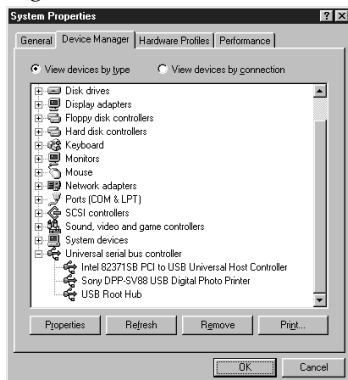 System Properties
General Device Manager Hardware Profiles Performance
View devices by type View devices by connection
Disk drives
Display adapters
Floppy disk controllers
Hard disk controllers
Keyboard
Monitors
Mouse
Network adapters
Ports (COM & LPT)
SCSI controllers
Sound, video and game controllers
System devices
Universal serial bus controller
Intel 82371SB PCI to USB Universal Host Controller
Sony DPP-SV88 USB Digital Photo Printer
USB Root Hub
Properties Refresh Remove Print...
OK Cancel